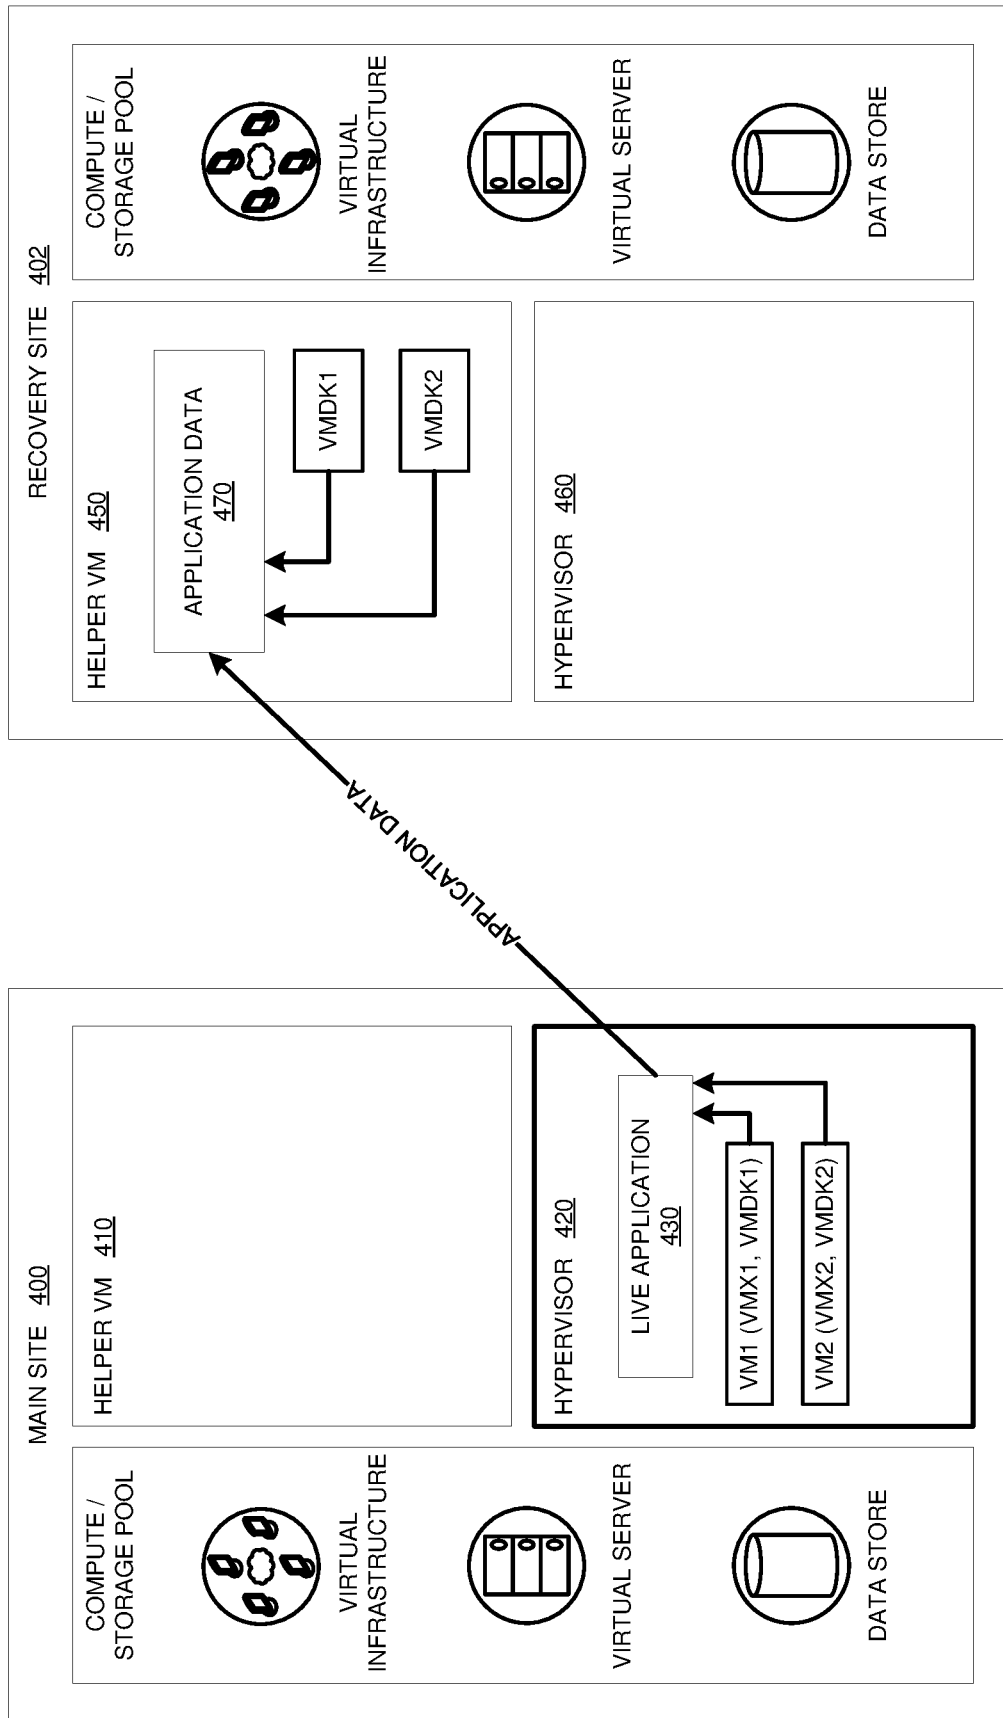 MAIN SITE 400
COMPUTE /
STORAGE POOL
VIRTUAL
INFRASTRUCTURE
VIRTUAL SERVER
DATA STORE
HELPER VM 410
HYPERVISOR 420
LIVE APPLICATION
430
VM1 (VMX1, VMDK1)
VM2 (VMX2, VMDK2)
APPLICATION DATA
RECOVERY SITE 402
HELPER VM 450
APPLICATION DATA
470
VMDK1
VMDK2
HYPERVISOR 460
COMPUTE /
STORAGE POOL
VIRTUAL
INFRASTRUCTURE
VIRTUAL SERVER
DATA STORE